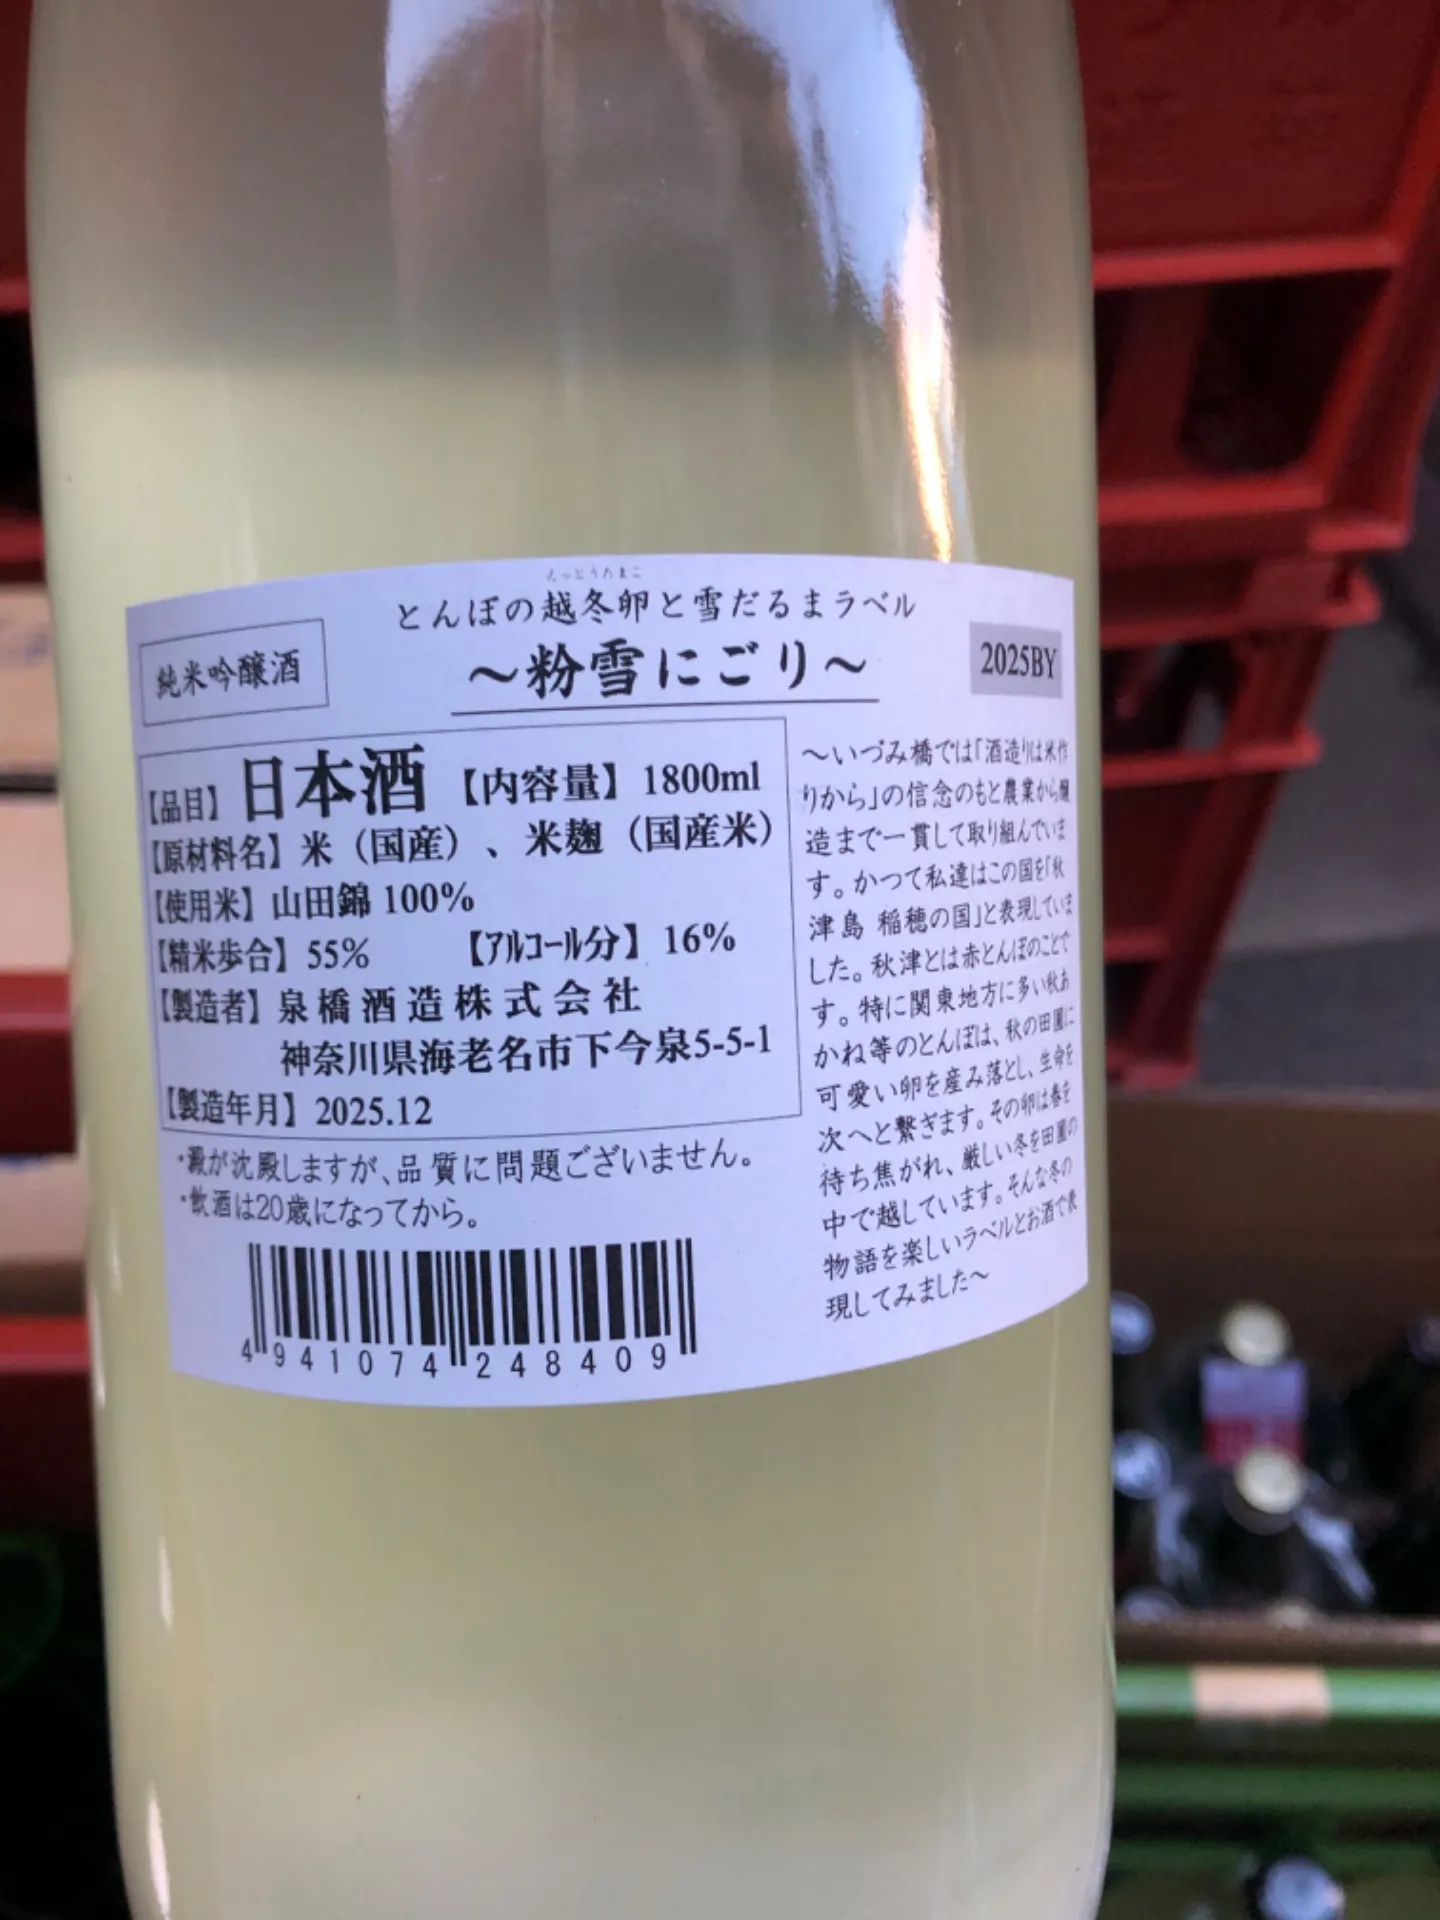 えっとうたまご
とんぼの越冬卵と雪だるまラベル
純米吟醸酒
～粉雪にごり～
2025BY
【品目】日本酒【内容量】1800ml
【原材料名】米（国産）、米麹（国産米）
【使用米】山田錦 100%
【精米歩合】55% 【アルコール分】16%
【製造者】泉橋酒造株式会社
神奈川県海老名市下今泉5-5-1
【製造年月】2025.12
・澱が沈殿しますが、品質に問題ございません。
・飲酒は20歳になってから。
4941074248409
～いづみ橋では「酒造りは米作
りから」の信念のもと農業から醸
造まで一貫して取り組んでいま
す。かつて私達はこの国を「秋
津島 稲穂の国」と表現していま
した。秋津とは赤とんぼのことで
す。特に関東地方に多い秋あ
かね等のとんぼは、秋の田圃に
可愛い卵を産み落とし、生命を
次へと繋ぎます。その卵は春を
待ち焦がれ、厳しい冬を田圃の
中で越しています。そんな冬の
物語を楽しいラベルとお酒で表
現してみました～